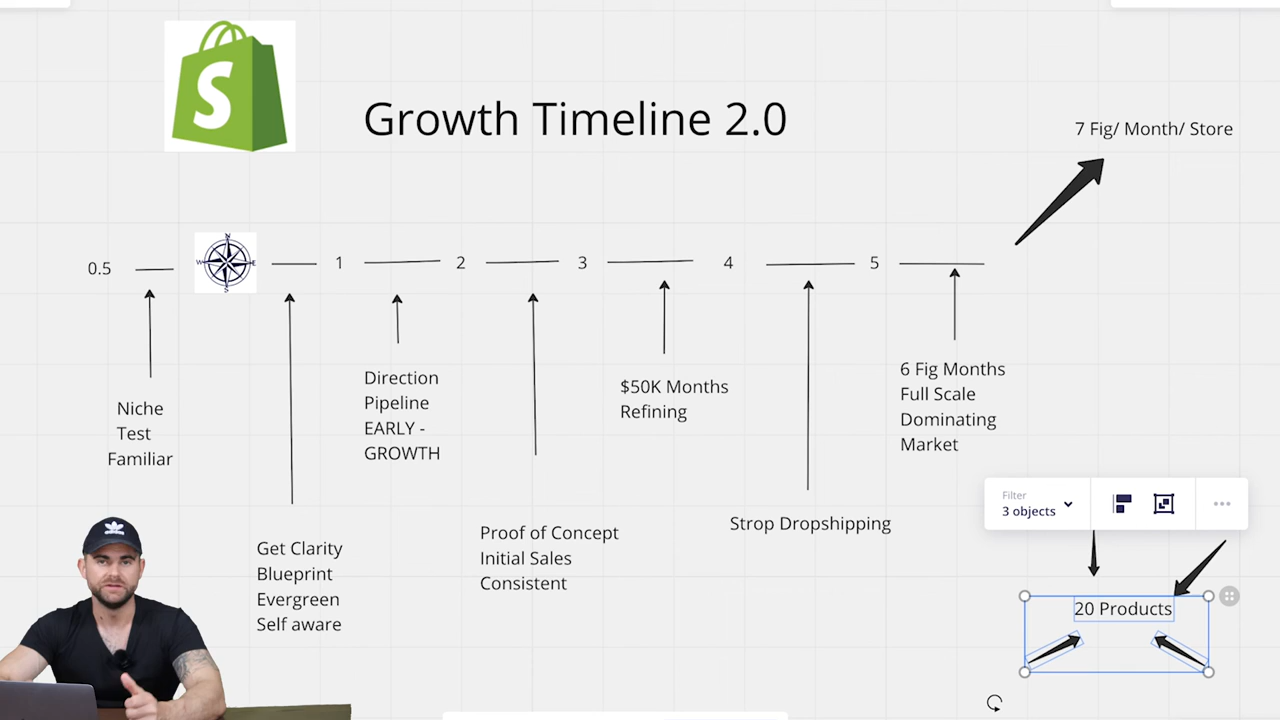 S
Growth Timeline 2.0
7 Fig/ Month/ Store
0.5
N
W
E
S
1
2
3
4
5
Niche
Test
Familiar
Get Clarity
Blueprint
Evergreen
Self aware
Direction
Pipeline
EARLY -
GROWTH
Proof of Concept
Initial Sales
Consistent
$50K Months
Refining
Strop Dropshipping
6 Fig Months
Full Scale
Dominating
Market
Filter
3 objects
20 Products
adidas